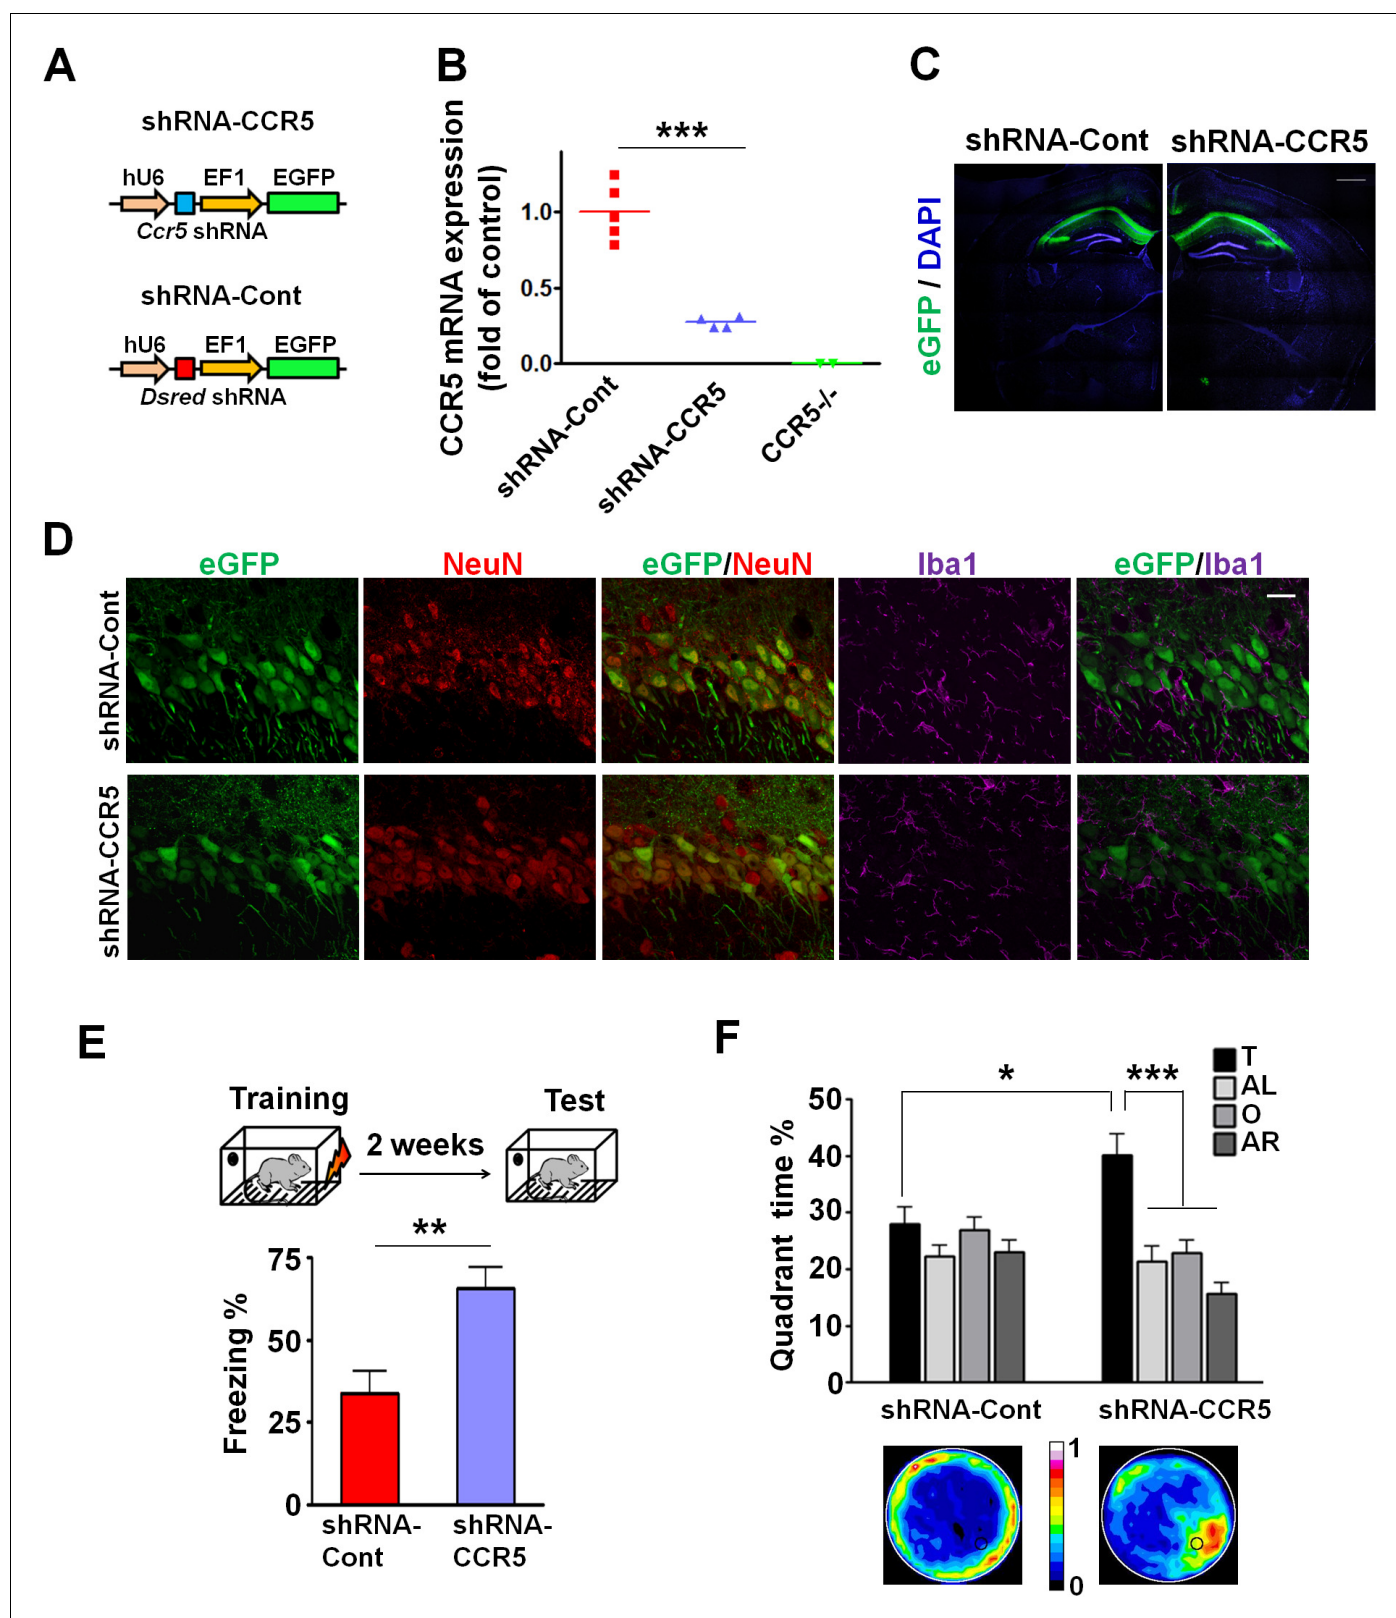 A
shRNA-CCR5
hU6 EF1 EGFP
Ccr5 shRNA
shRNA-Cont
hU6 EF1 EGFP
Dsred shRNA
B
CCR5 mRNA expression
(fold of control)
***
1.0
0.5
0.0
shRNA-Cont
shRNA-CCR5
CCR5-/-
C
shRNA-Cont shRNA-CCR5
eGFP / DAPI
D
eGFP NeuN eGFP/NeuN Iba1 eGFP/Iba1
shRNA-Cont
shRNA-CCR5
E
Training
2 weeks
Test
**
Freezing %
75
50
25
0
shRNA-
Cont
shRNA-
CCR5
F
T
AL
O
AR
* ***
Quadrant time %
50
40
30
20
10
0
shRNA-Cont shRNA-CCR5
1
0